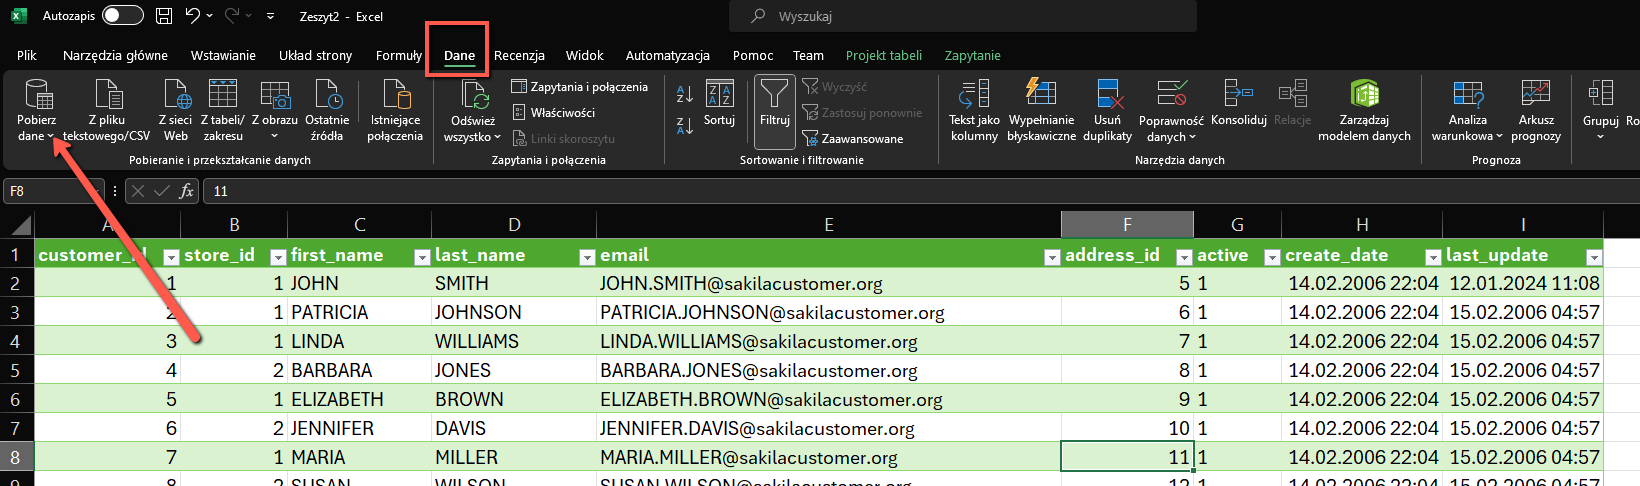 Autozapis
Zeszyt2 - Excel
Wyszukaj
Plik Narzędzia główne Wstawianie Układ strony Formuły Dane Recenzja Widok Automatyzacja Pomoc Team Projekt tabeli Zapytanie
Pobierz dane
Z pliku tekstowego/CSV
Z sieci Web
Z tabeli/ zakresu
Z obrazu
Ostatnie źródła
Istniejące połączenia
Pobieranie i przekształcanie danych
Odśwież wszystko
Zapytania i połączenia
Właściwości
Linki skoroszytu
Zapytania i połączenia
Sortuj
Filtruj
Wyczyść
Zastosuj ponownie
Zaawansowane
Sortowanie i filtrowanie
Tekst jako kolumny
Wypełnianie błyskawiczne
Usuń duplikaty
Poprawność danych
Konsoliduj
Relacje
Zarządzaj modelem danych
Narzędzia danych
Analiza warunkowa
Arkusz prognozy
Prognoza
Grupuj
F8 fx 11
A B C D E F G H I
1 customer_id store_id first_name last_name email address_id active create_date last_update
2 1 1 JOHN SMITH JOHN.SMITH@sakilacustomer.org 5 1 14.02.2006 22:04 12.01.2024 11:08
3 2 1 PATRICIA JOHNSON PATRICIA.JOHNSON@sakilacustomer.org 6 1 14.02.2006 22:04 15.02.2006 04:57
4 3 1 LINDA WILLIAMS LINDA.WILLIAMS@sakilacustomer.org 7 1 14.02.2006 22:04 15.02.2006 04:57
5 4 2 BARBARA JONES BARBARA.JONES@sakilacustomer.org 8 1 14.02.2006 22:04 15.02.2006 04:57
6 5 1 ELIZABETH BROWN ELIZABETH.BROWN@sakilacustomer.org 9 1 14.02.2006 22:04 15.02.2006 04:57
7 6 2 JENNIFER DAVIS JENNIFER.DAVIS@sakilacustomer.org 10 1 14.02.2006 22:04 15.02.2006 04:57
8 7 1 MARIA MILLER MARIA.MILLER@sakilacustomer.org 11 1 14.02.2006 22:04 15.02.2006 04:57
8 2 SUSAN WILSON SUSAN.WILSON@sakilacustomer.org 12 1 14.02.2006 22:04 15.02.2006 04:57